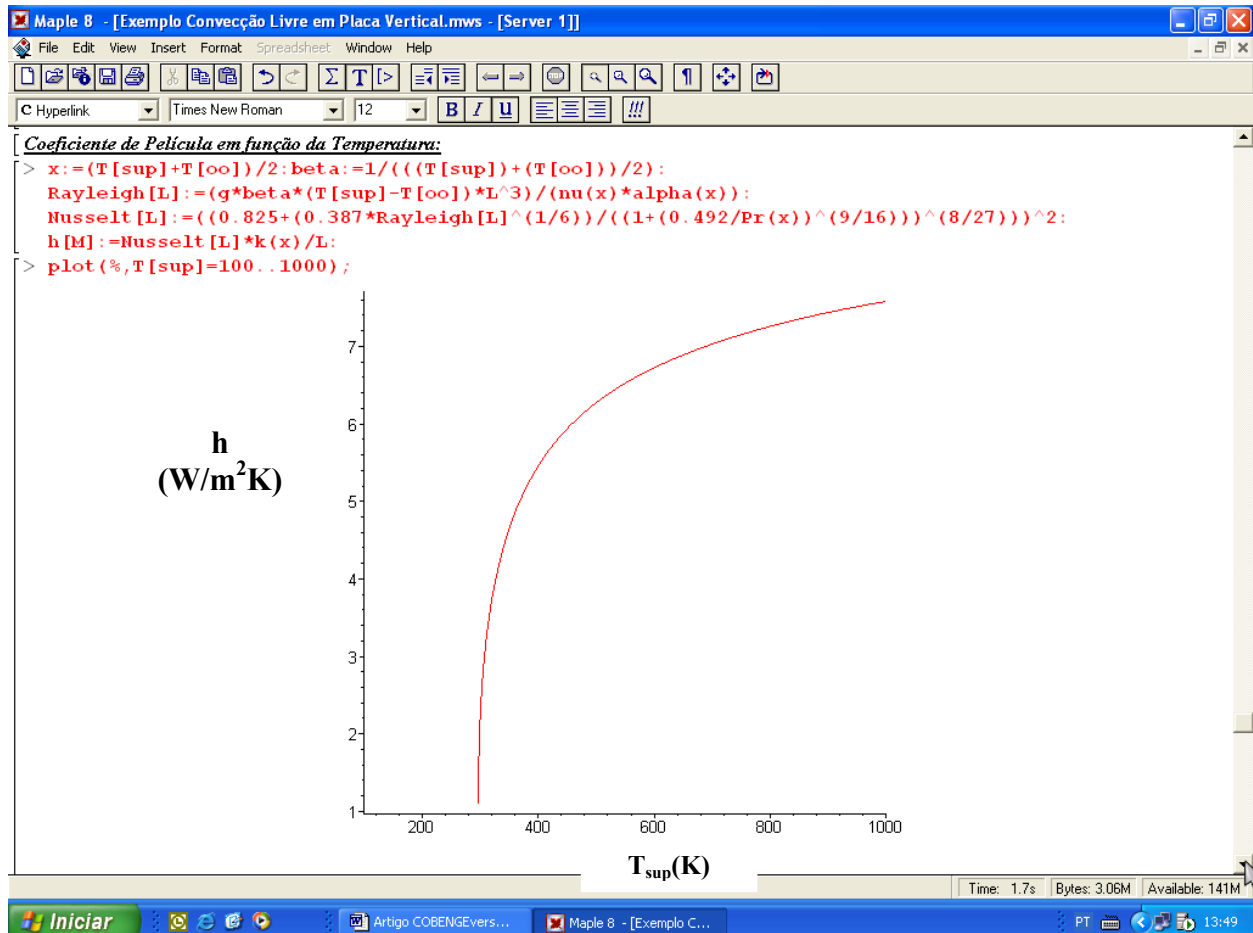 Maple 8 - [Exemplo Convecção Livre em Placa Vertical.mws - [Server 1]]
File Edit View Insert Format Spreadsheet Window Help
C Hyperlink Times New Roman 12 B I u !!!
Coeficiente de Película em função da Temperatura:
> x:=(T[sup]+T[oo])/2:beta:=1/(((T[sup])+(T[oo]))/2):
Rayleigh[L]:=(g*beta*(T[sup]-T[oo])*L^3)/(nu(x)*alpha(x)):
Nusselt[L]:=((0.825+(0.387*Rayleigh[L]^(1/6))/((1+(0.492/Pr(x))^(9/16)))^(8/27)))^2:
h[M]:=Nusselt[L]*k(x)/L:
> plot(%,T[sup]=100..1000);
7
6
h
(W/m²K)
5
4
3
2
1
200 400 600 800 1000
T_sup(K)
Time: 1.7s Bytes: 3.06M Available: 141M
Iniciar Artigo COBENGEvers... Maple 8 - [Exemplo C... PT 13:49